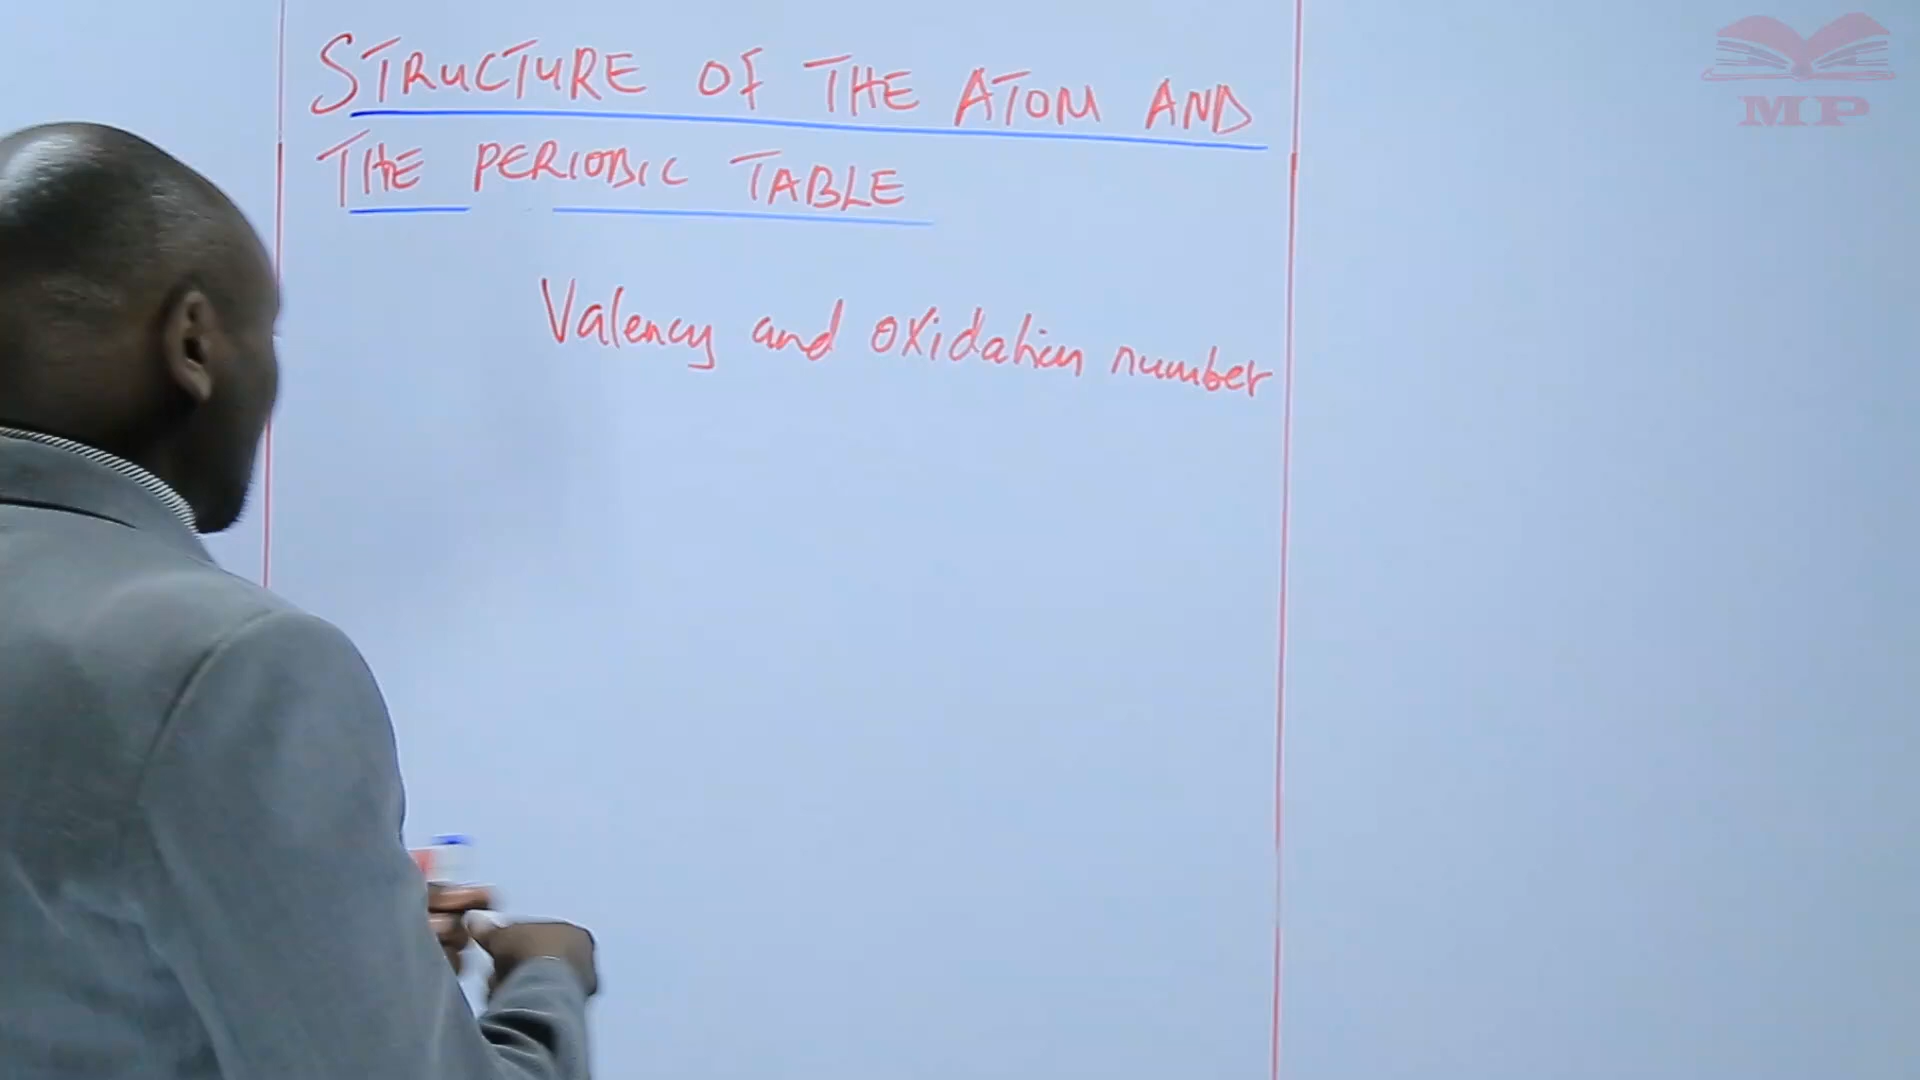 STRUCTURE OF THE ATOM AND
THE PERIODIC TABLE
Valency and oxidation number
MP